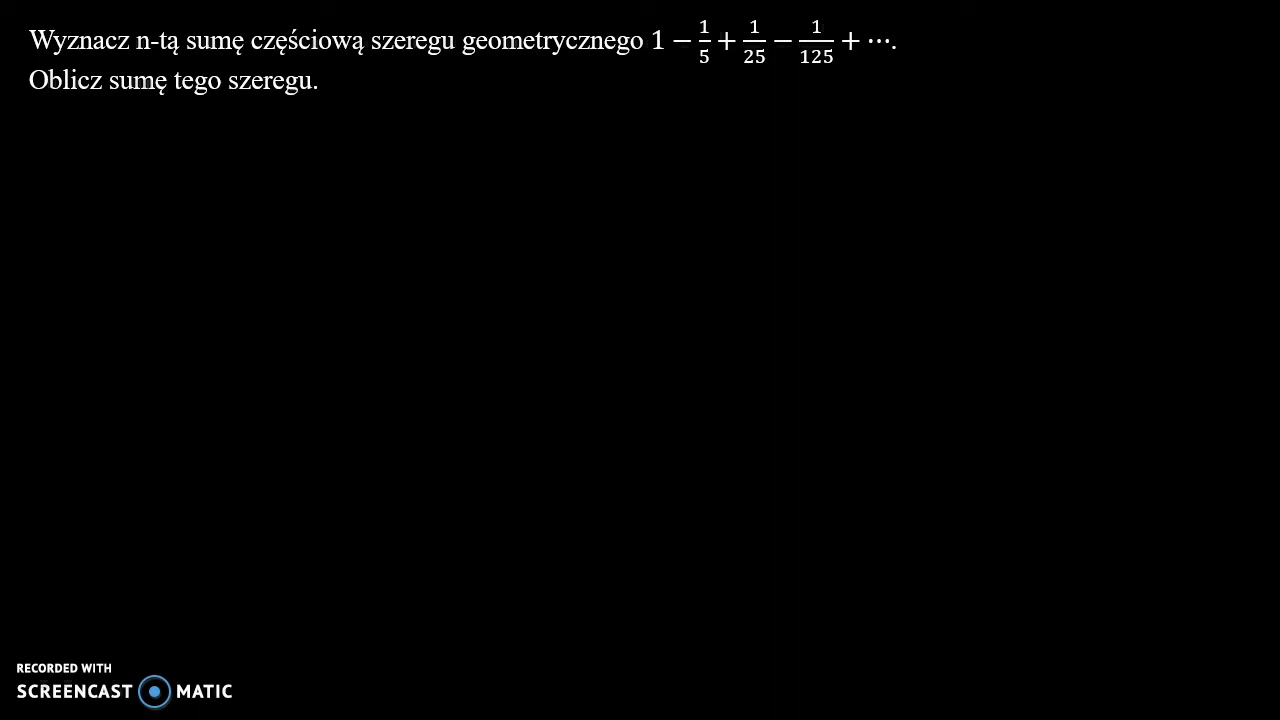 Wyznacz n-tą sumę częściową szeregu geometrycznego 1 − 1/5 + 1/25 − 1/125 + ⋯.
Oblicz sumę tego szeregu.
RECORDED WITH
SCREENCAST MATIC